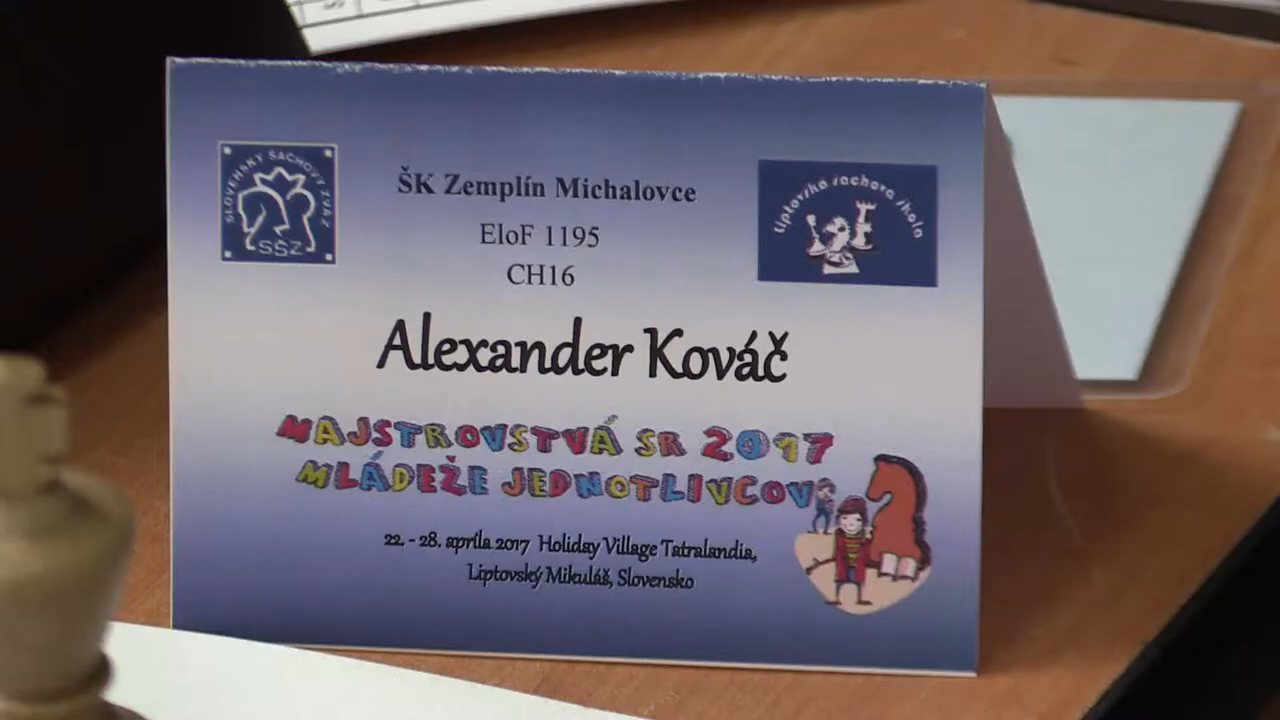 SLOVENSKÝ ŠACHOVÝ ZVÄZ
SŠZ
ŠK Zemplín Michalovce
EloF 1195
CH16
Liptovská šachová škola
Alexander Kováč
MAJSTROVSTVÁ SR 2017
MLÁDEŽE JEDNOTLIVCOV
22. - 28. apríla 2017 Holiday Village Tatralandia,
Liptovský Mikuláš, Slovensko